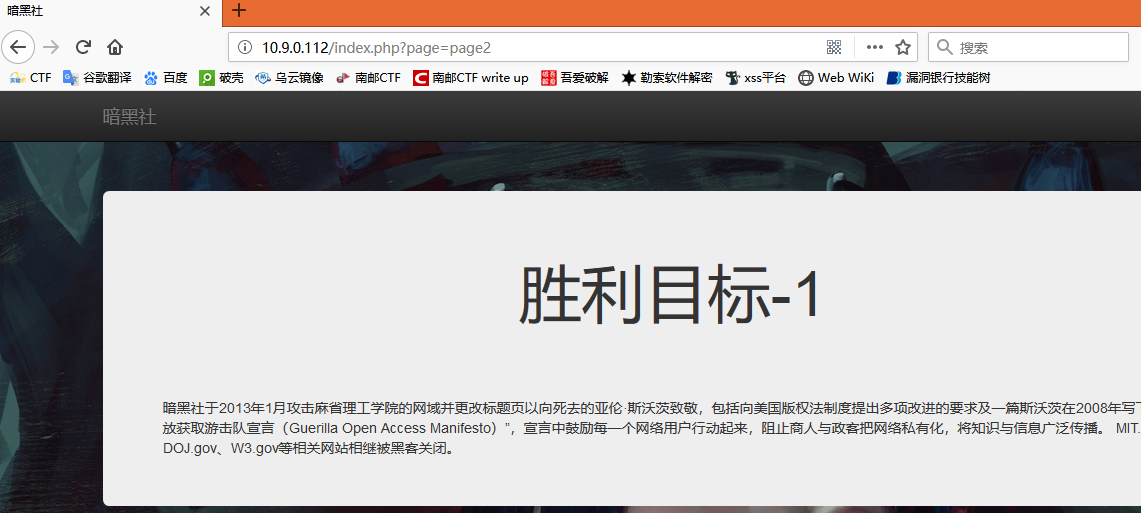 暗黑社
10.9.0.112/index.php?page=page2
搜索
CTF 谷歌翻译 百度 破壳 乌云镜像 南邮CTF 南邮CTF write up 吾爱破解 勒索软件解密 xss平台 Web WiKi 漏洞银行技能树
暗黑社
胜利目标-1
暗黑社于2013年1月攻击麻省理工学院的网域并更改标题页以向死去的亚伦·斯沃茨致敬，包括向美国版权法制度提出多项改进的要求及一篇斯沃茨在2008年写下
放获取游击队宣言（Guerilla Open Access Manifesto）”，宣言中鼓励每一个网络用户行动起来，阻止商人与政客把网络私有化，将知识与信息广泛传播。 MIT.
DOJ.gov、W3.gov等相关网站相继被黑客关闭。